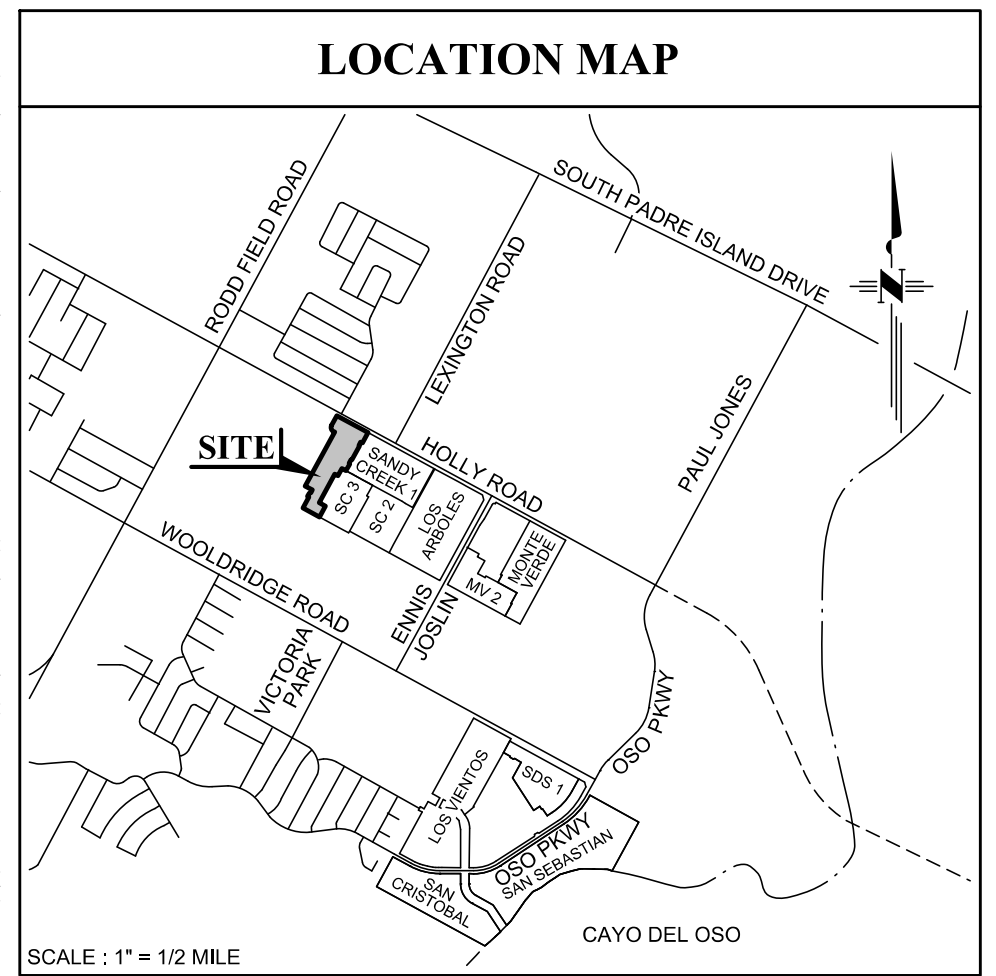 LOCATION MAP
SOUTH PADRE ISLAND DRIVE
RODD FIELD ROAD
LEXINGTON ROAD
N
PAUL JONES
HOLLY ROAD
SITE
SANDY
CREEK 1
SC 3
SC 2
LOS
ARBOLES
MONTE
VERDE
MV 2
WOOLDRIDGE ROAD
ENNIS
JOSLIN
VICTORIA
PARK
OSO PKWY
LOS VIENTOS
SDS 1
OSO PKWY
SAN SEBASTIAN
SAN
CRISTOBAL
CAYO DEL OSO
SCALE : 1" = 1/2 MILE